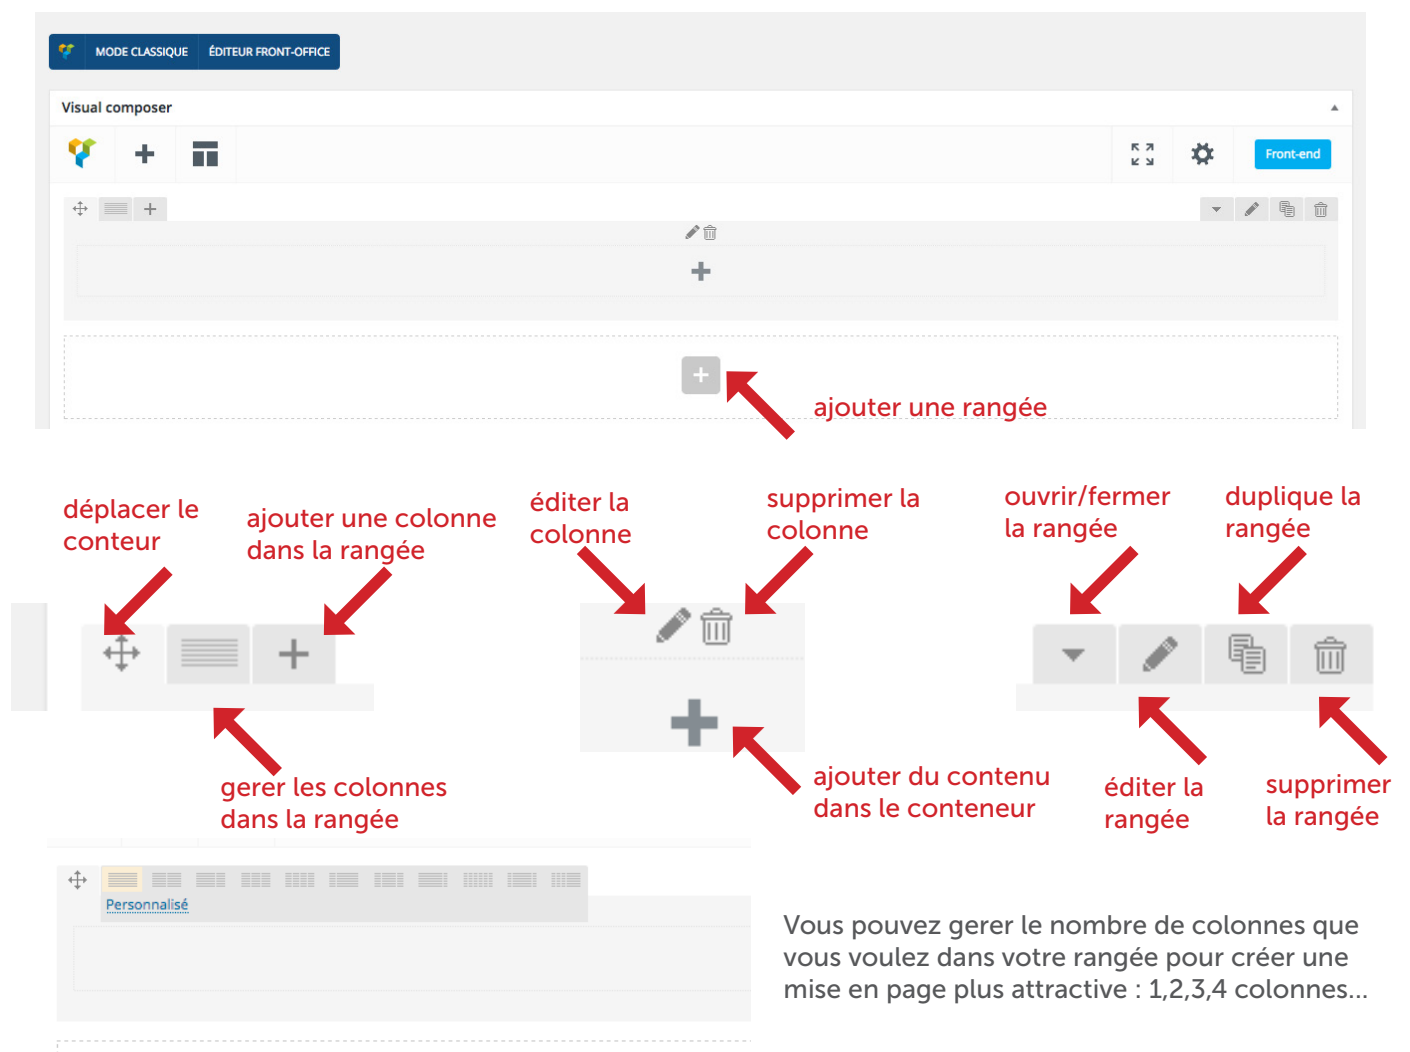 MODE CLASSIQUE ÉDITEUR FRONT-OFFICE
Visual composer
Front-end
ajouter une rangée
déplacer le
conteur
ajouter une colonne
dans la rangée
éditer la
colonne
supprimer la
colonne
ouvrir/fermer
la rangée
duplique la
rangée
gerer les colonnes
dans la rangée
ajouter du contenu
dans le conteneur
éditer la
rangée
supprimer
la rangée
Personnalisé
Vous pouvez gerer le nombre de colonnes que
vous voulez dans votre rangée pour créer une
mise en page plus attractive : 1,2,3,4 colonnes...